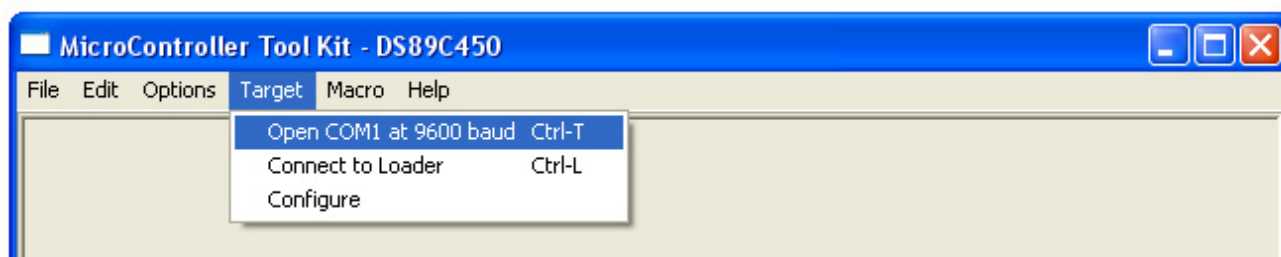 MicroController Tool Kit - DS89C450
File Edit Options Target Macro Help
Open COM1 at 9600 baud Ctrl-T
Connect to Loader Ctrl-L
Configure